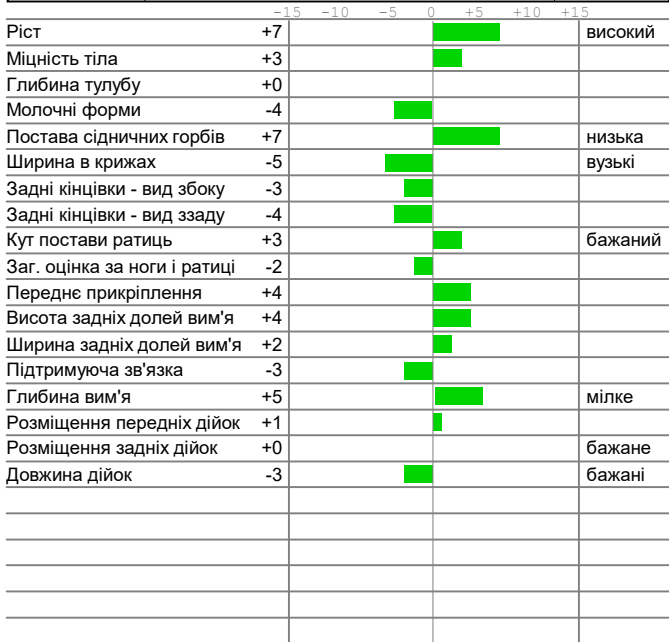 -15 -10 -5 0 +5 +10 +15
Ріст +7 високий
Міцність тіла +3
Глибина тулубу +0
Молочні форми -4
Постава сідничних горбів +7 низька
Ширина в крижах -5 вузькі
Задні кінцівки - вид збоку -3
Задні кінцівки - вид ззаду -4
Кут постави ратиць +3 бажаний
Заг. оцінка за ноги і ратиці -2
Переднє прикріплення +4
Висота задніх долей вим'я +4
Ширина задніх долей вим'я +2
Підтримуюча зв'язка -3
Глибина вим'я +5 мілке
Розміщення передніх дійок +1
Розміщення задніх дійок +0 бажане
Довжина дійок -3 бажані